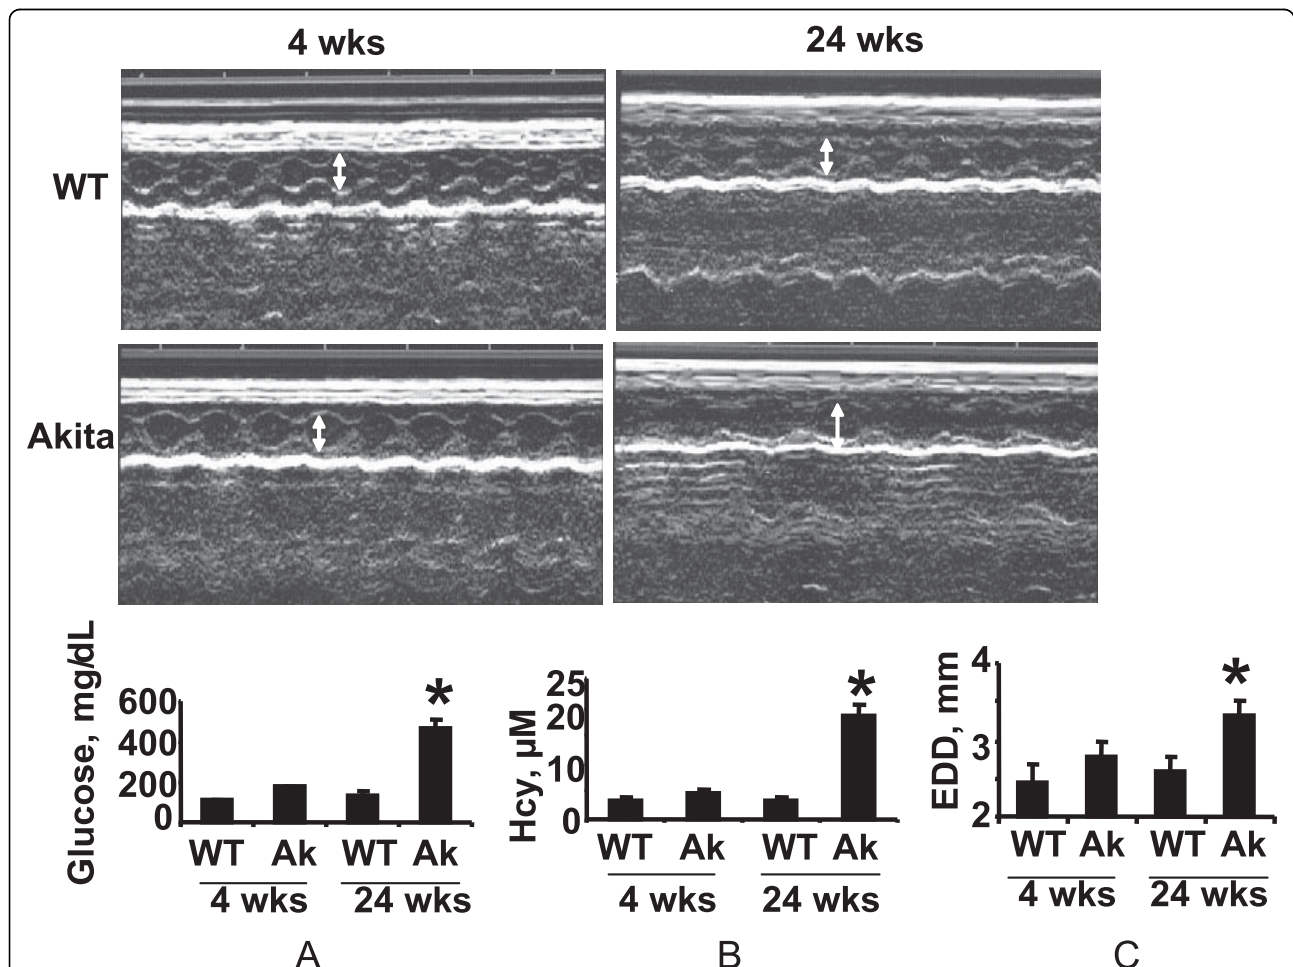 4 wks
24 wks
WT
Akita
Glucose, mg/dL
600
400
200
0
*
WT Ak WT Ak
4 wks 24 wks
A
Hcy, µM
25
20
10
0
*
WT Ak WT Ak
4 wks 24 wks
B
EDD, mm
4
3
2
*
WT Ak WT Ak
4 wks 24 wks
C